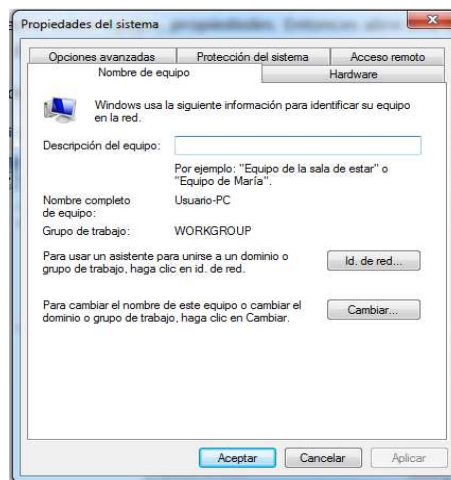 Propiedades del sistema
Opciones avanzadas Protección del sistema Acceso remoto
Nombre de equipo Hardware
Windows usa la siguiente información para identificar su equipo
en la red.
Descripción del equipo:
Por ejemplo: "Equipo de la sala de estar" o
"Equipo de María".
Nombre completo Usuario-PC
de equipo:
Grupo de trabajo: WORKGROUP
Para usar un asistente para unirse a un dominio o
grupo de trabajo, haga clic en id. de red.
Id. de red...
Para cambiar el nombre de este equipo o cambiar el
dominio o grupo de trabajo, haga clic en Cambiar.
Cambiar...
Aceptar Cancelar Aplicar